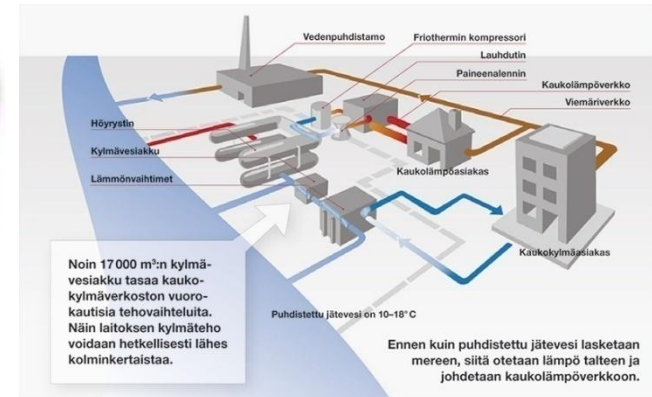 Vedenpuhdistamo
Friothermin kompressori
Lauhdutin
Paineenalennin
Kaukolämpöverkko
Viemäriverkko
Höyrystin
Kylmävesiakku
Lämmönvaihtimet
Kaukolämpöasiakas
Kaukokylmäasiakas
Noin 17 000 m³:n kylmä-
vesiakku tasaa kauko-
kylmäverkoston vuoro-
kautisia tehovaihteluita.
Näin laitoksen kylmäteho
voidaan hetkellisesti lähes
kolminkertaistaa.
Puhdistettu jätevesi on 10–18° C
Ennen kuin puhdistettu jätevesi lasketaan
mereen, siitä otetaan lämpö talteen ja
johdetaan kaukolämpöverkkoon.